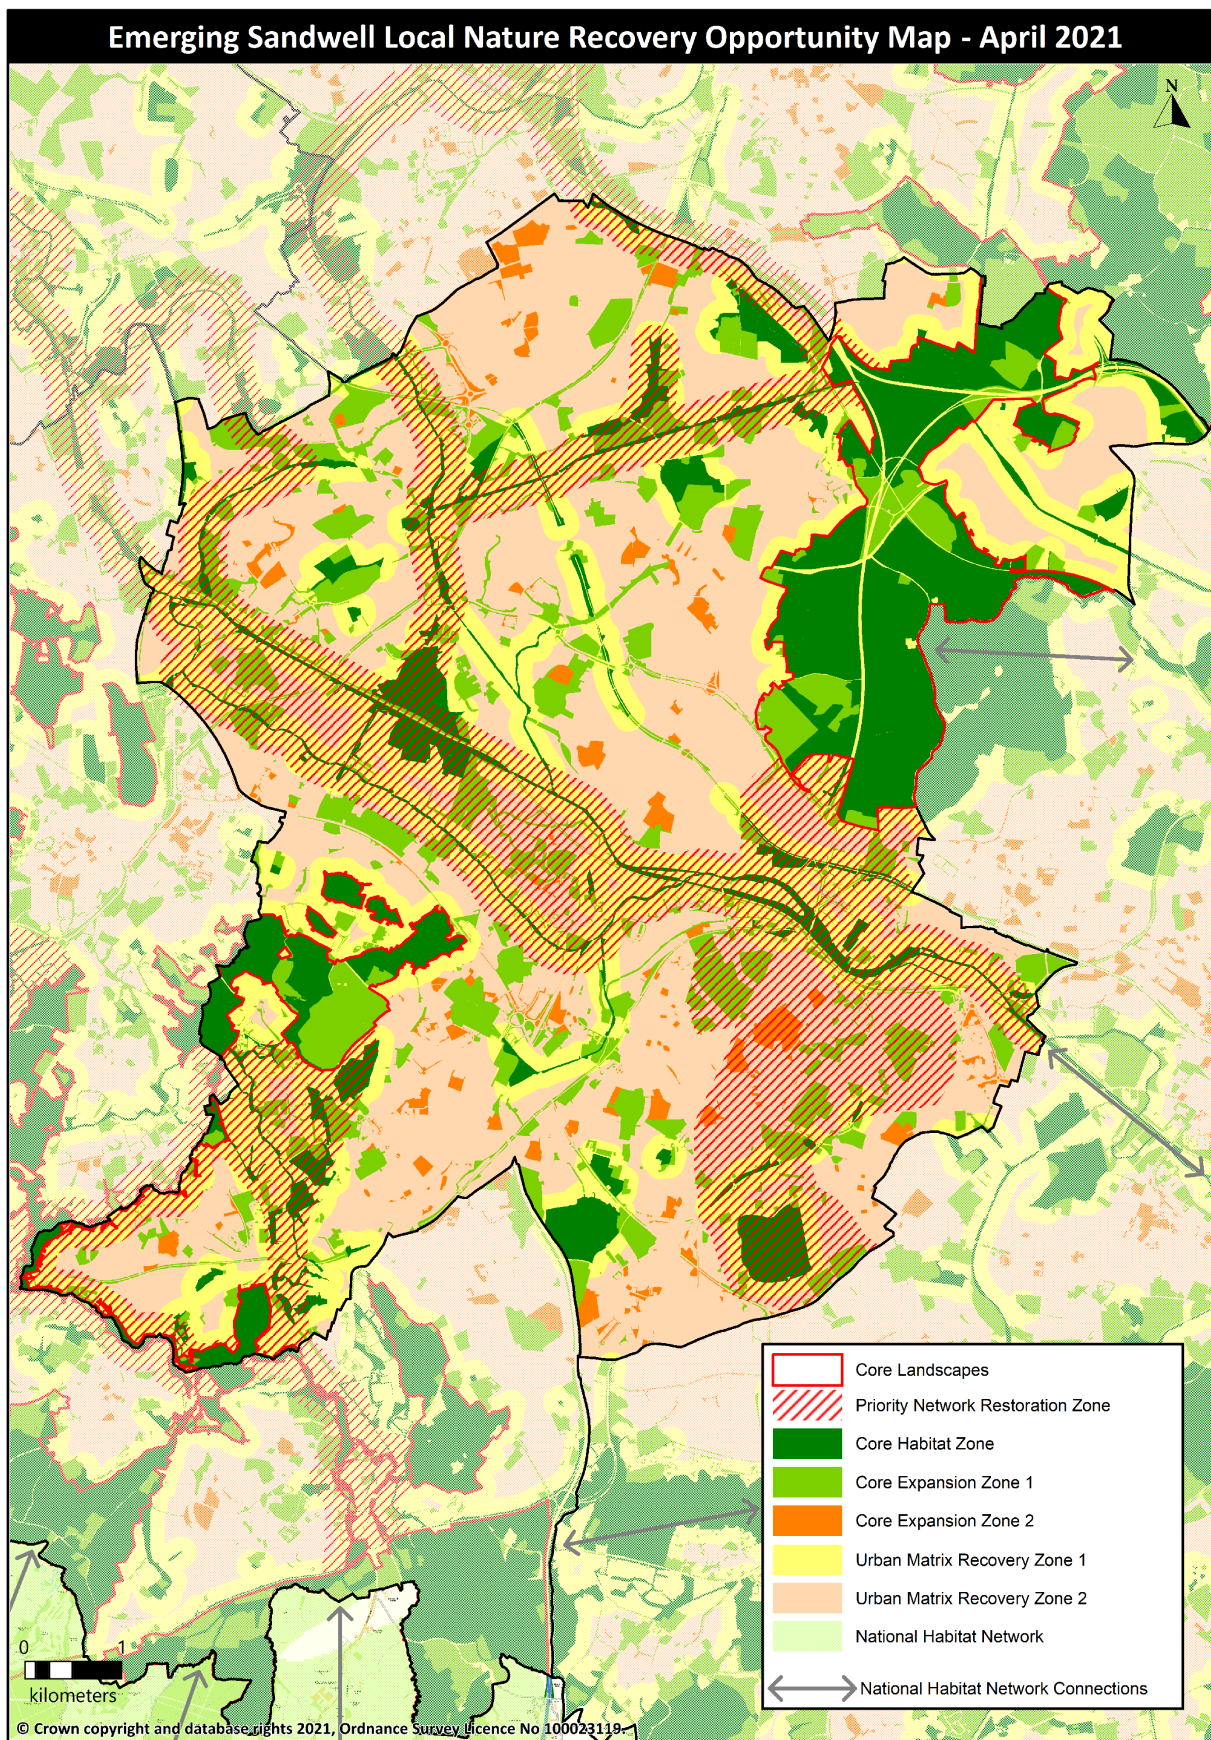 Emerging Sandwell Local Nature Recovery Opportunity Map - April 2021
N
Core Landscapes
Priority Network Restoration Zone
Core Habitat Zone
Core Expansion Zone 1
Core Expansion Zone 2
Urban Matrix Recovery Zone 1
Urban Matrix Recovery Zone 2
National Habitat Network
National Habitat Network Connections
0 1
kilometers
© Crown copyright and database rights 2021, Ordnance Survey Licence No 100023119.